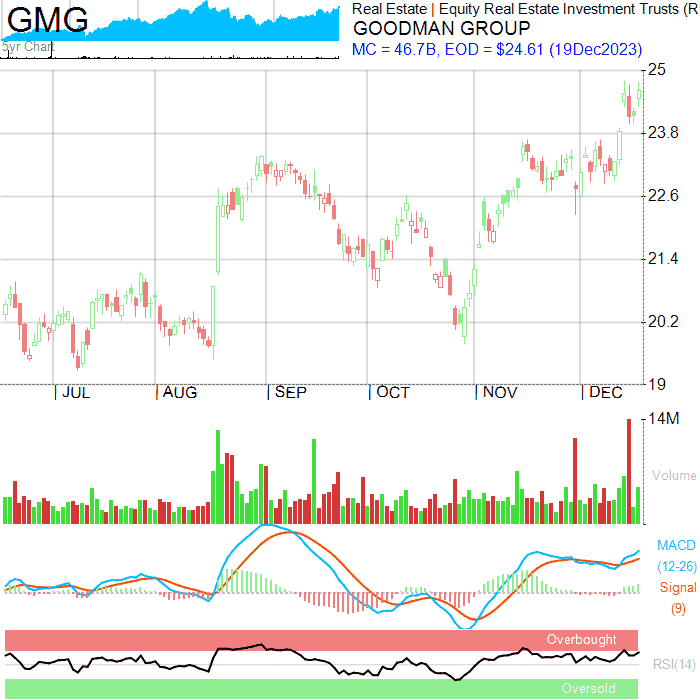 GMG
5yr Chart
Real Estate | Equity Real Estate Investment Trusts (R
GOODMAN GROUP
MC = 46.7B, EOD = $24.61 (19Dec2023)
25
23.8
22.6
21.4
20.2
19
JUL AUG SEP OCT NOV DEC
14M
Volume
MACD
(12-26)
Signal
(9)
Overbought
RSI(14)
Oversold